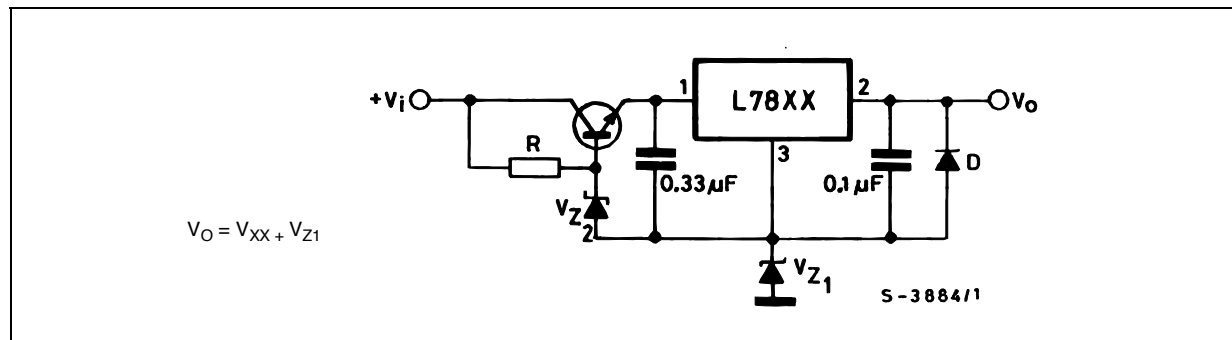 +Vi
1
L78XX
2
Vo
R
3
0.33µF
0.1µF
D
VZ2
VO = VXX + VZ1
VZ1
S-3884/1